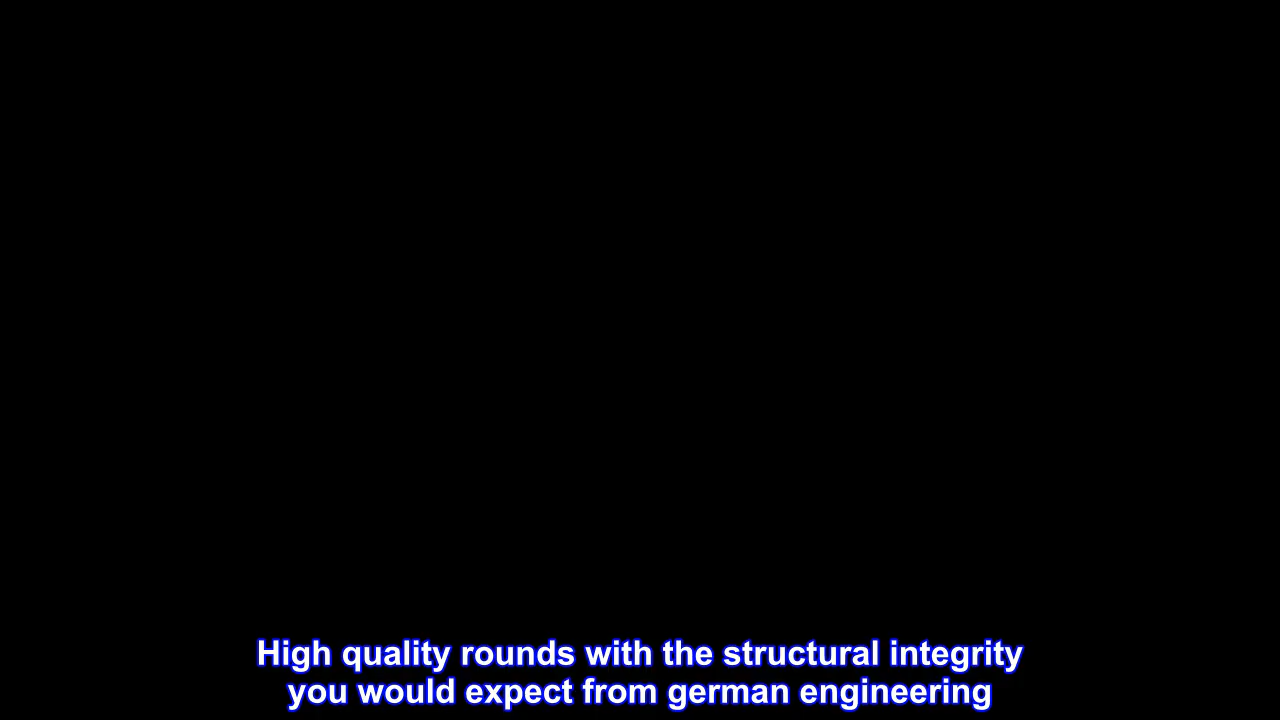 High quality rounds with the structural integrity
you would expect from german engineering